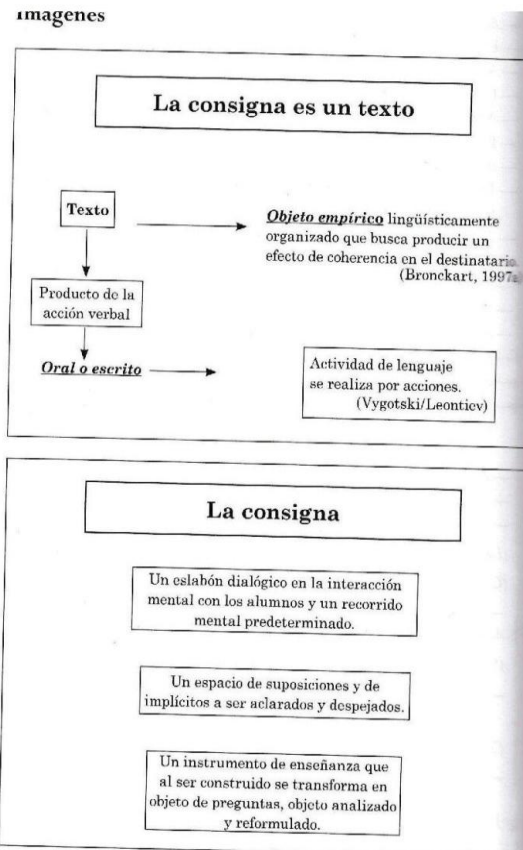 Imágenes
La consigna es un texto
Texto
Objeto empírico lingüísticamente
organizado que busca producir un
efecto de coherencia en el destinatario.
(Bronckart, 1997a)
Producto de la
acción verbal
Oral o escrito
Actividad de lenguaje
se realiza por acciones.
(Vygotski/Leontiev)
La consigna
Un eslabón dialógico en la interacción
mental con los alumnos y un recorrido
mental predeterminado.
Un espacio de suposiciones y de
implícitos a ser aclarados y despejados.
Un instrumento de enseñanza que
al ser construido se transforma en
objeto de preguntas, objeto analizado
y reformulado.